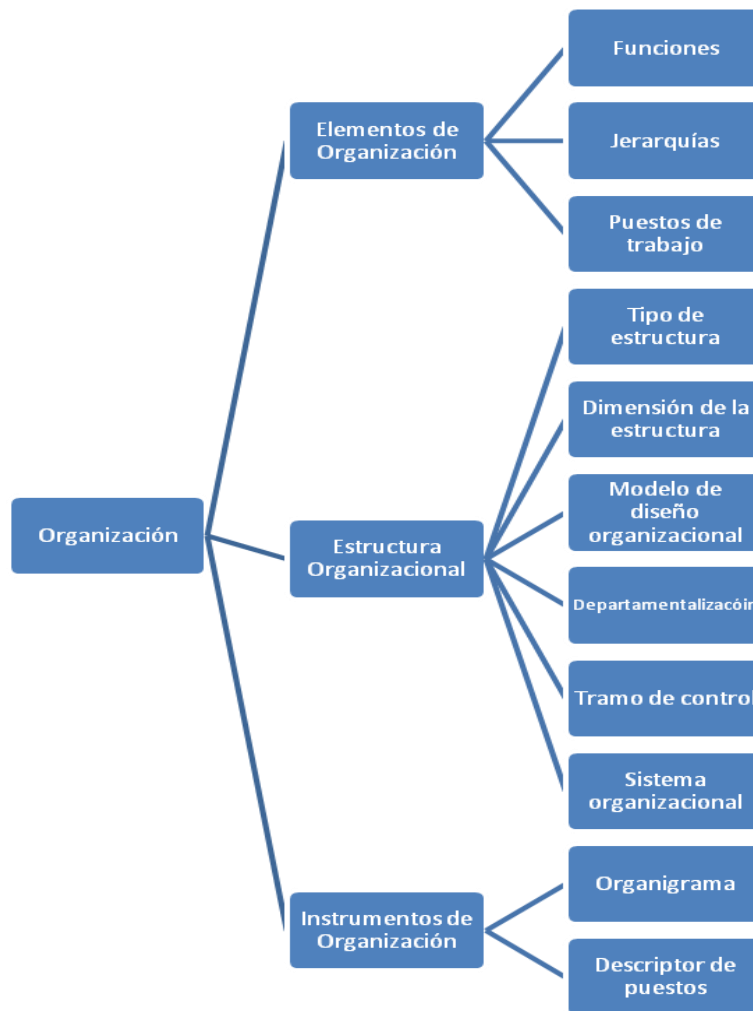 Funciones
Elementos de
Organización
Jerarquías
Puestos de
trabajo
Tipo de
estructura
Dimensión de la
estructura
Organización
Estructura
Organizacional
Modelo de
diseño
organizacional
Departamentalizacóin
Tramo de control
Sistema
organizacional
Instrumentos de
Organización
Organigrama
Descriptor de
puestos